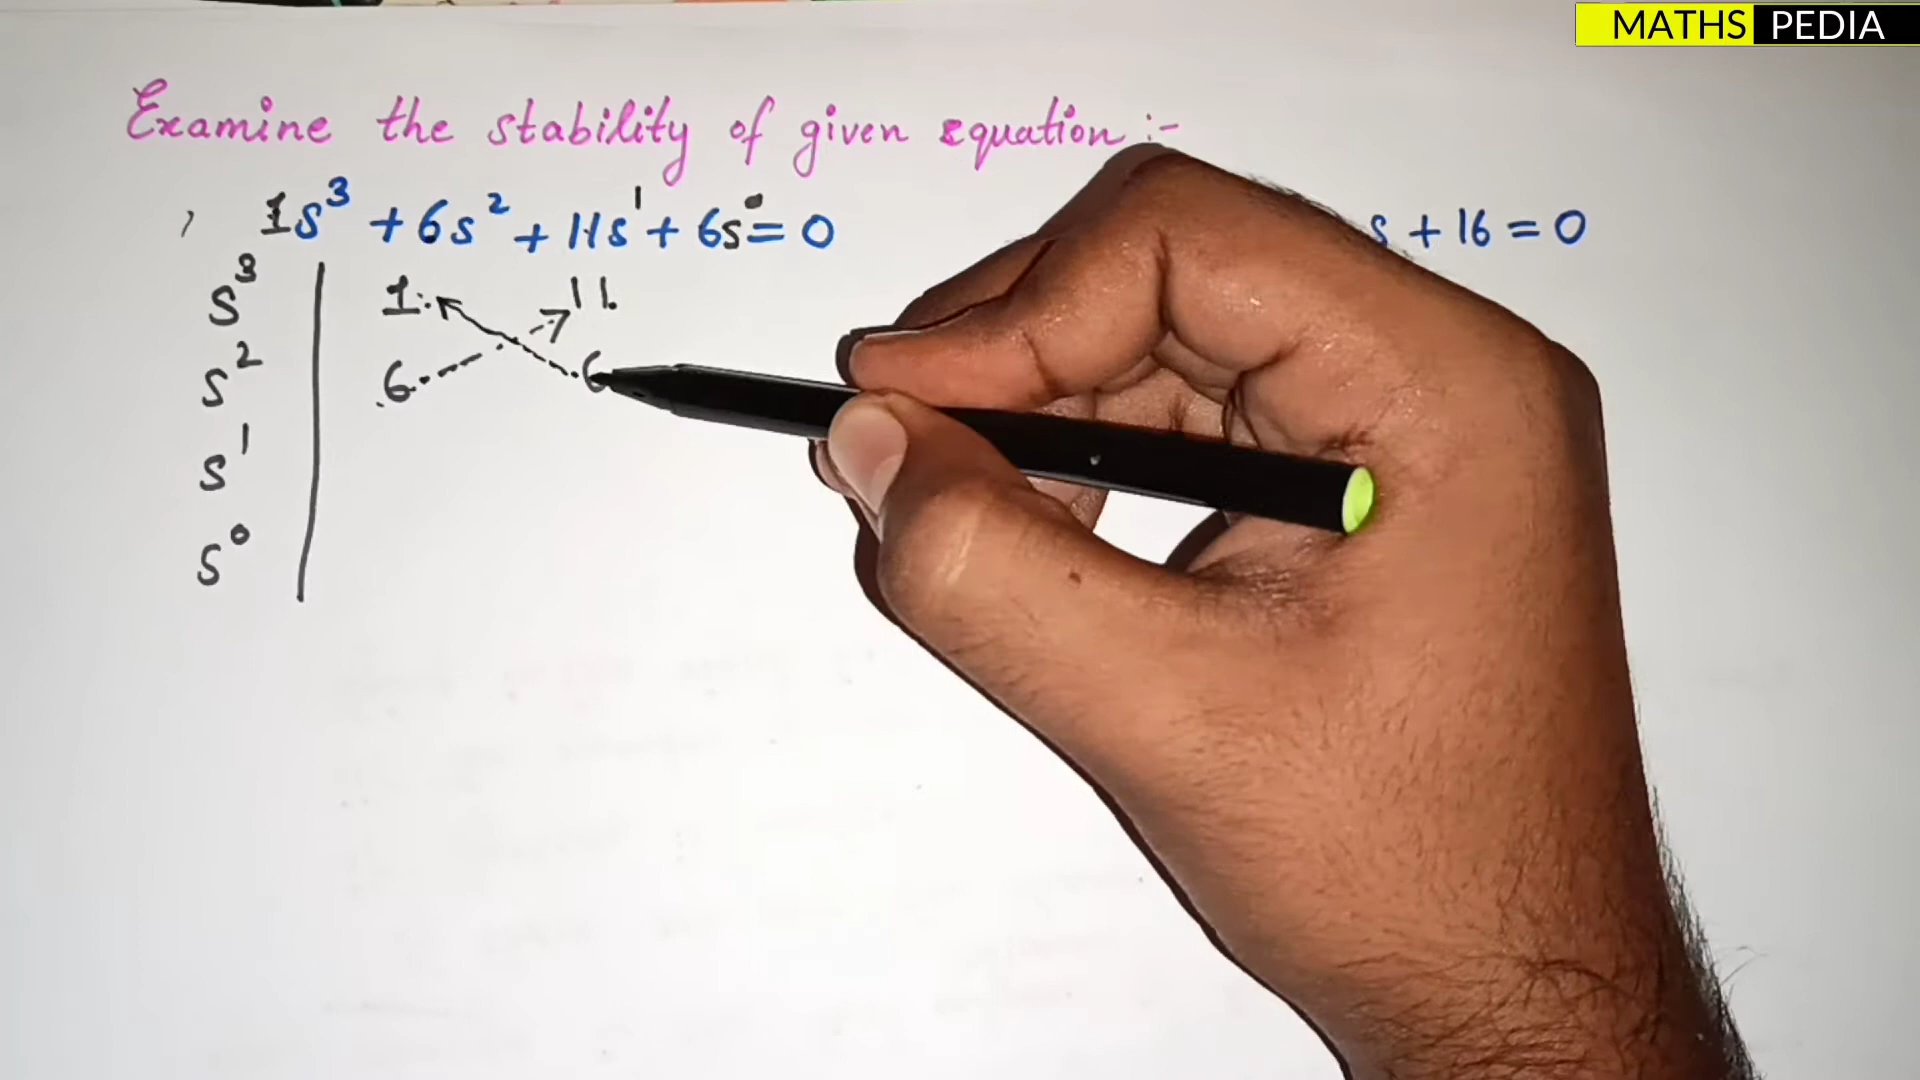 MATHS PEDIA
Examine the stability of given equation :-
) 1s³ + 6s² + 11s¹ + 6s⁰ = 0
s + 16 = 0
s³ 1 11
s² 6 6
s¹
s⁰